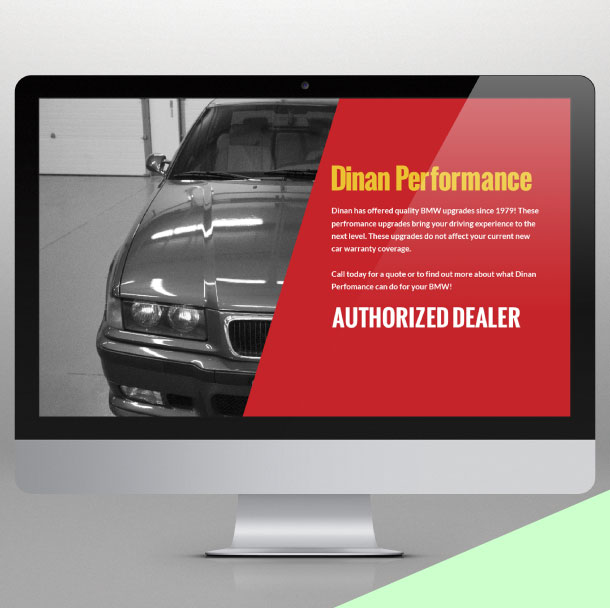 Dinan Performance
Dinan has offered quality BMW upgrades since 1979! These
perfromance upgrades bring your driving experience to the
next level. These upgrades do not affect your current new
car warranty coverage.
Call today for a quote or to find out more about what Dinan
Perfomance can do for your BMW!
AUTHORIZED DEALER